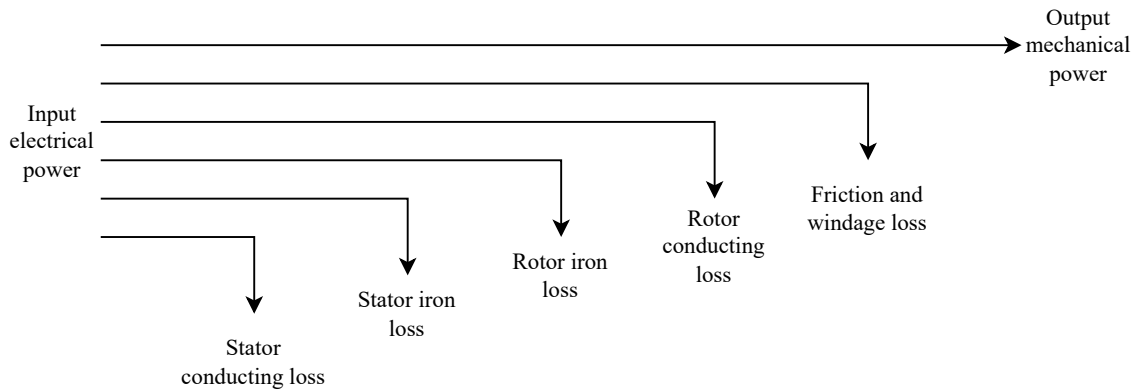 Output
mechanical
power
Input
electrical
power
Friction and
windage loss
Rotor
conducting
loss
Rotor iron
loss
Stator iron
loss
Stator
conducting loss